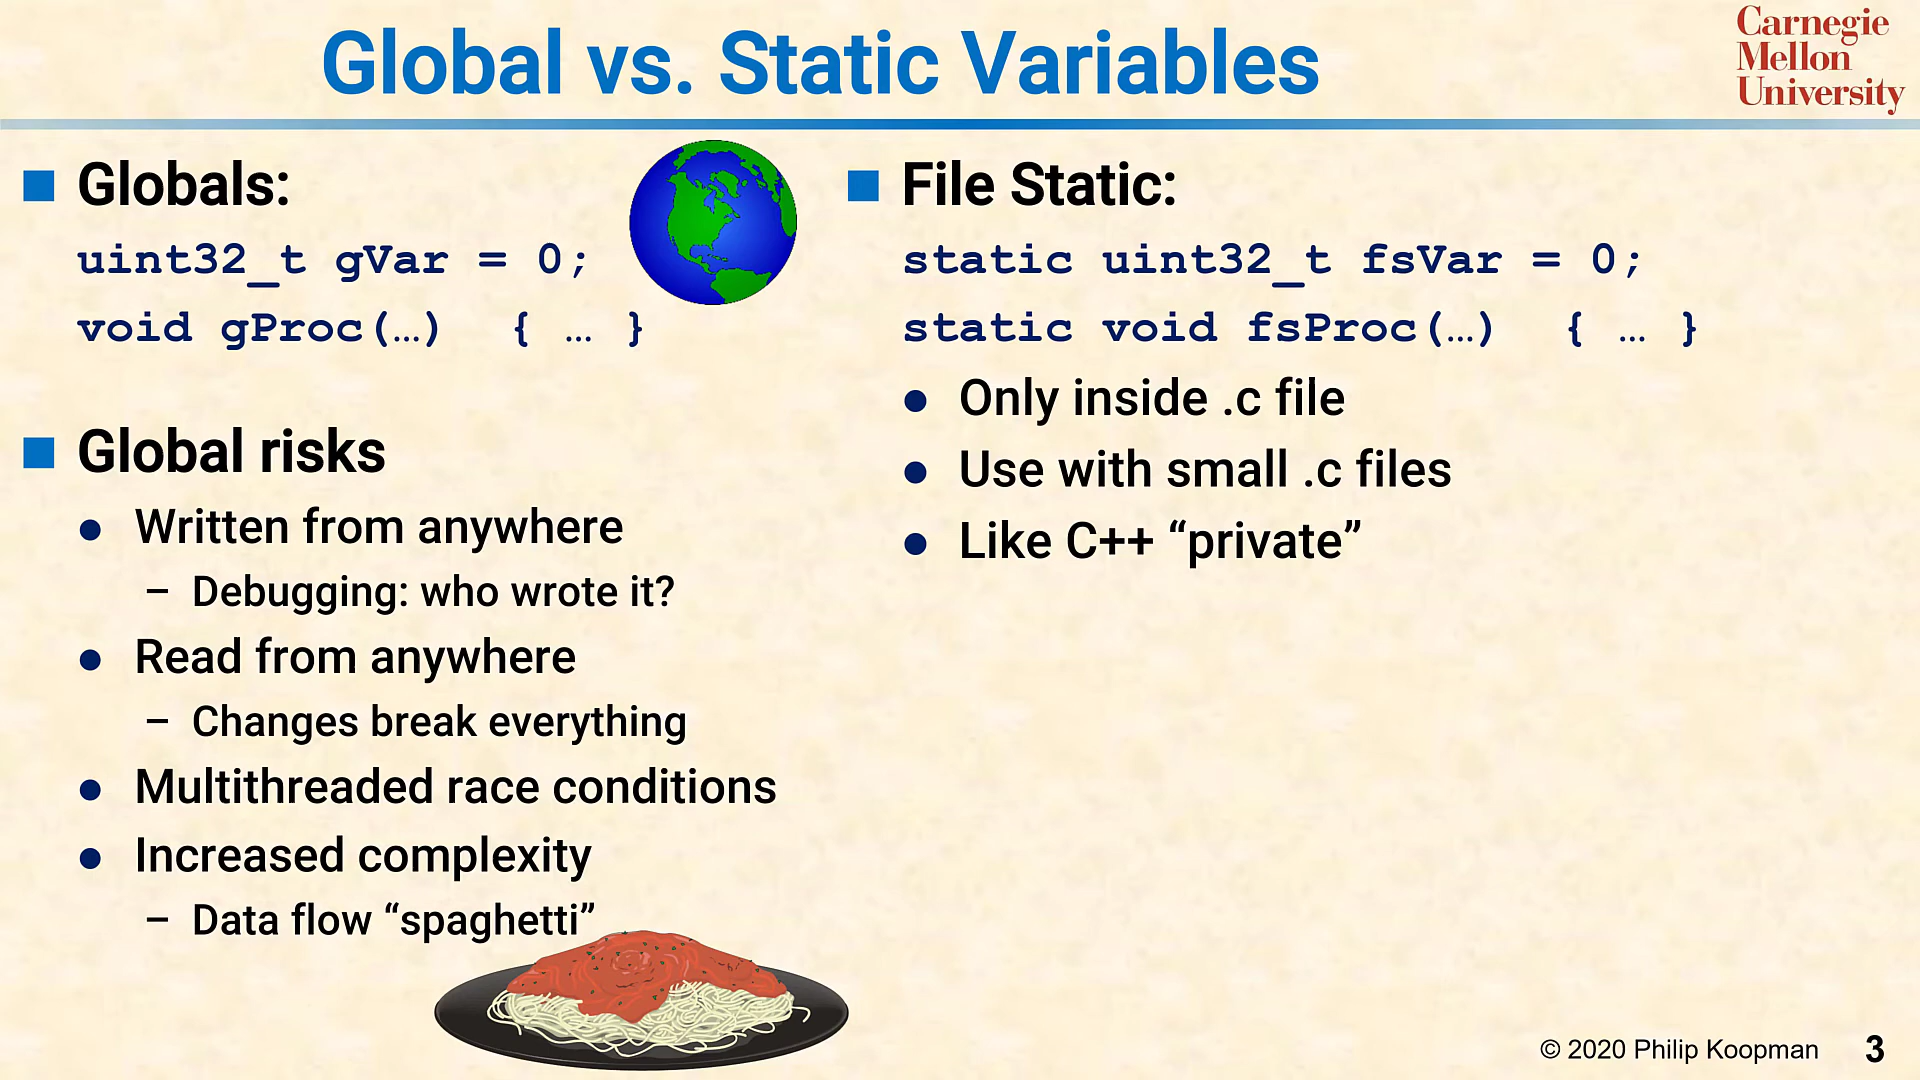 Global vs. Static Variables
Carnegie
Mellon
University
Globals:
uint32_t gVar = 0;
void gProc(…)  { … }
Global risks
Written from anywhere
– Debugging: who wrote it?
Read from anywhere
– Changes break everything
Multithreaded race conditions
Increased complexity
– Data flow “spaghetti”
File Static:
static uint32_t fsVar = 0;
static void fsProc(…)  { … }
Only inside .c file
Use with small .c files
Like C++ “private”
© 2020 Philip Koopman 3